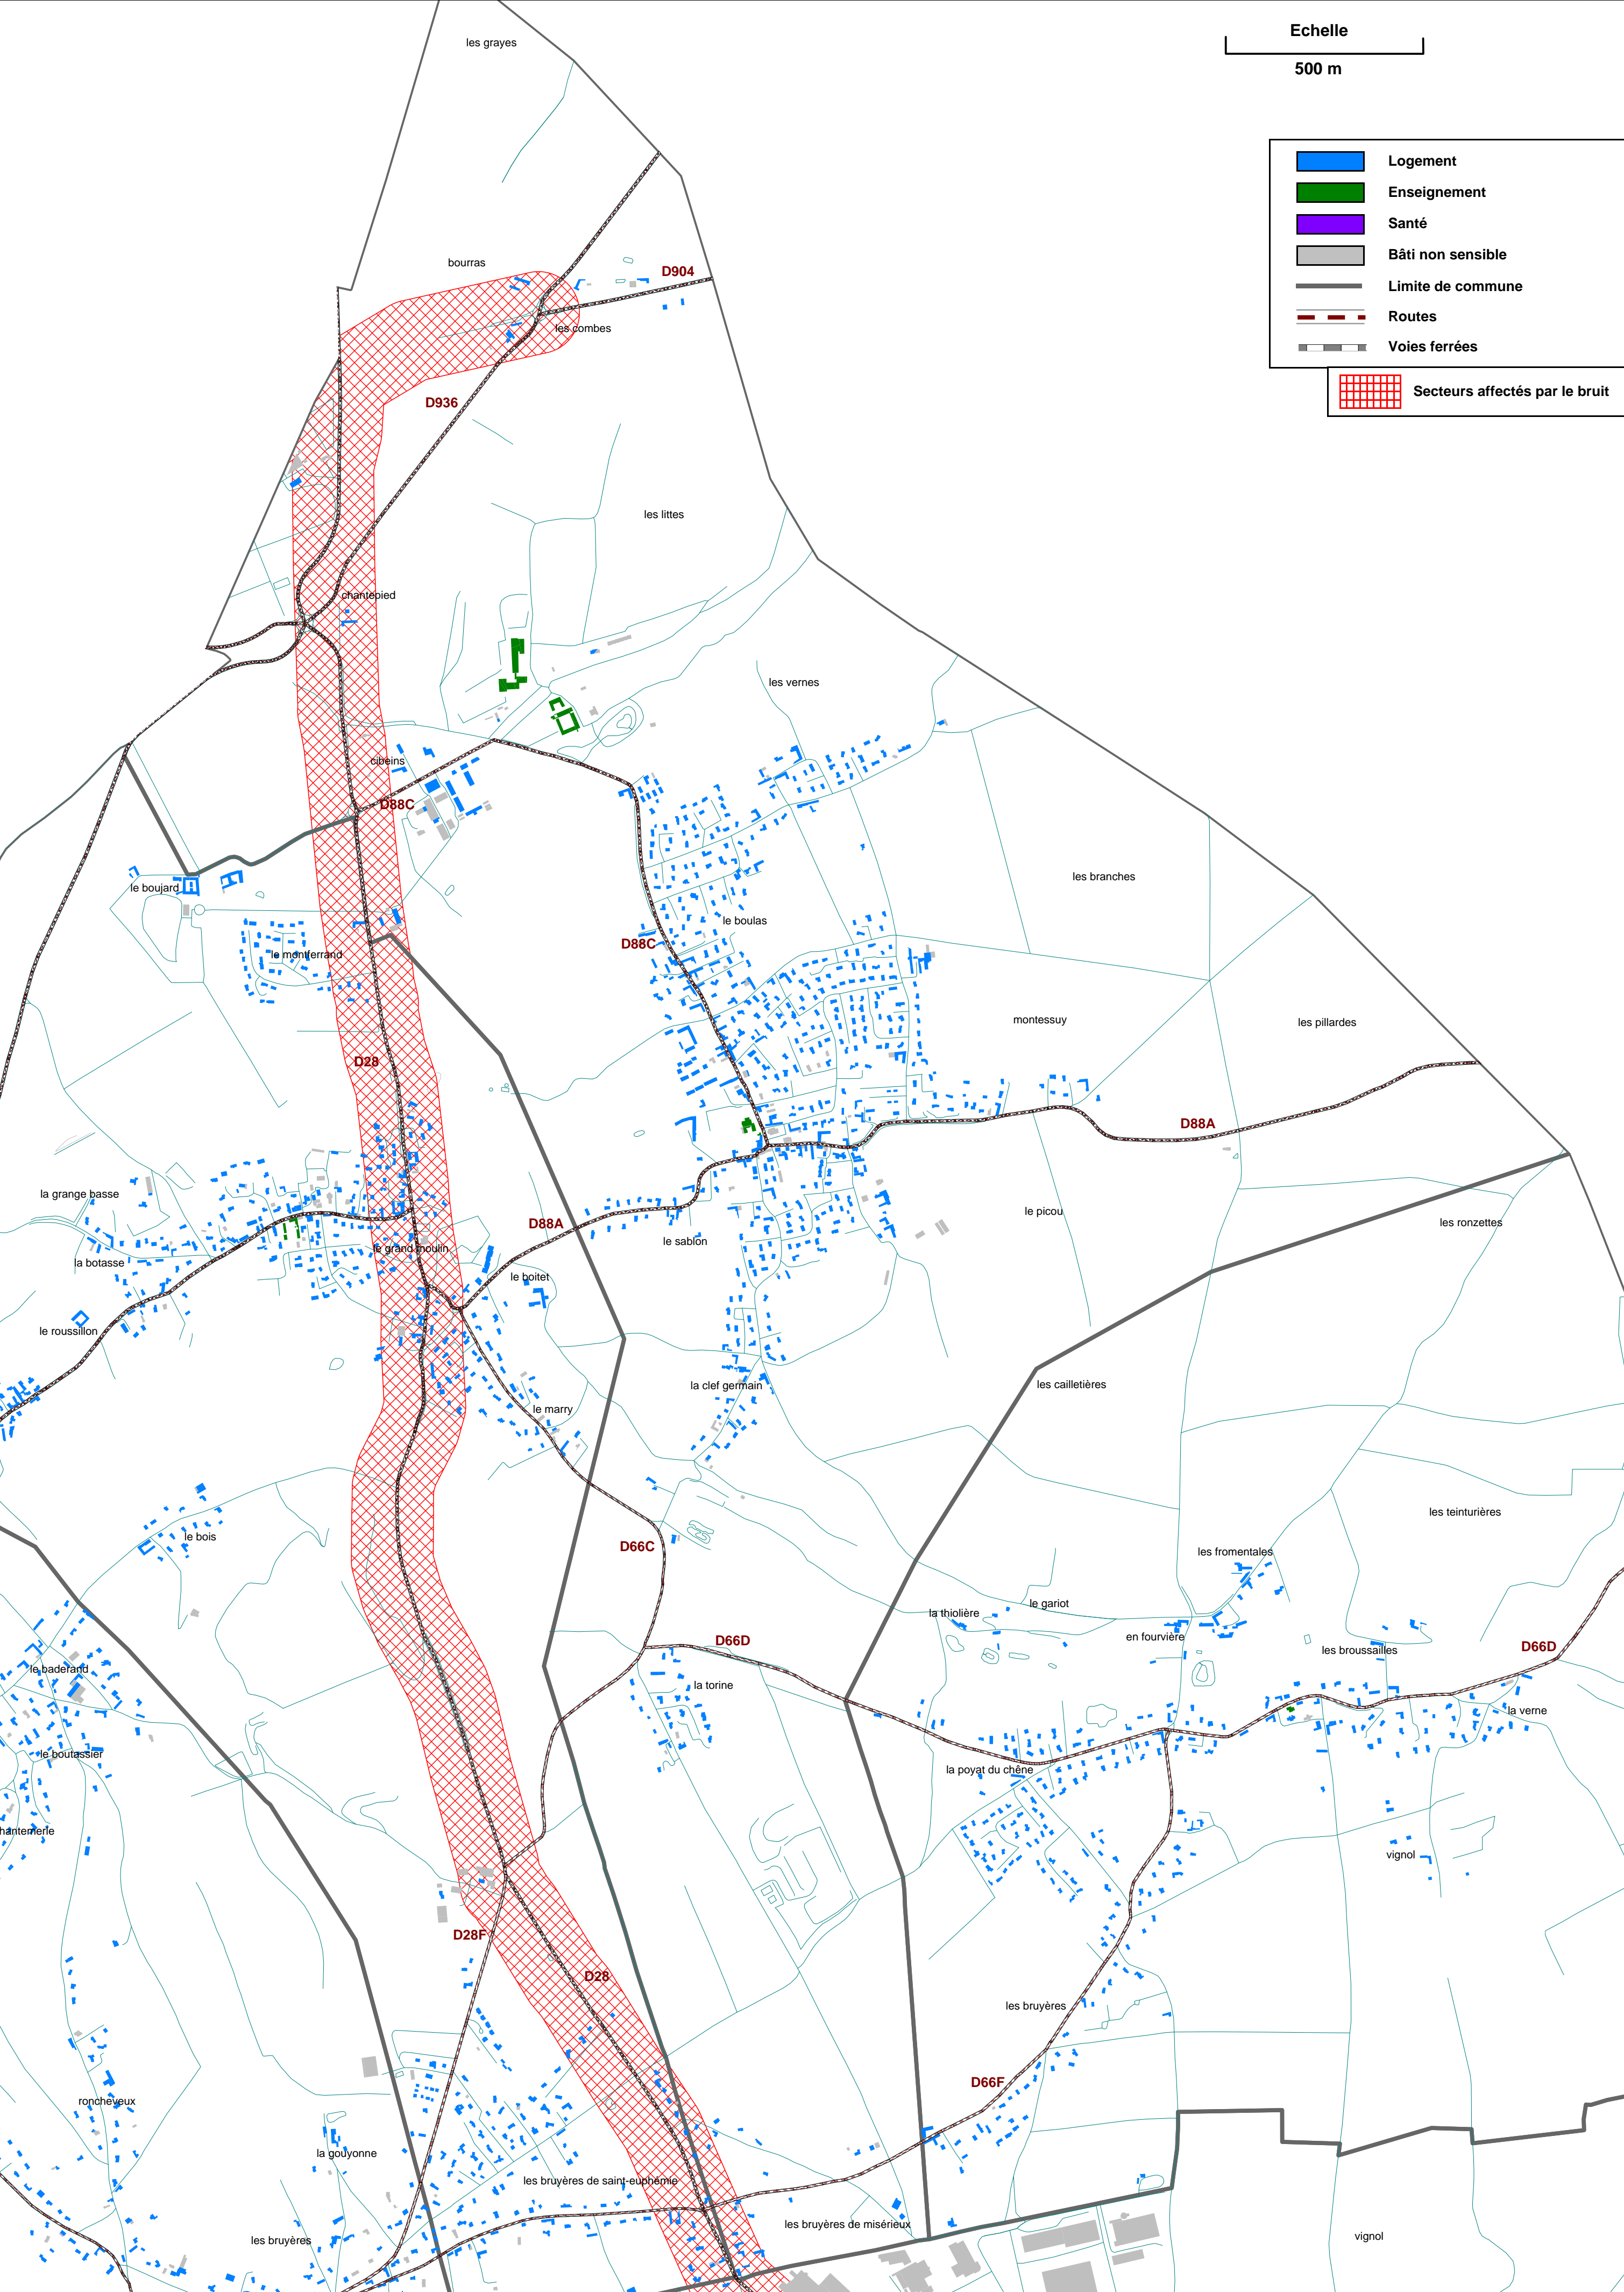 Echelle
500 m
Logement
Enseignement
Santé
Bâti non sensible
Limite de commune
Routes
Voies ferrées
Secteurs affectés par le bruit
les grayes
bourras
D904
les combes
D936
les littes
chantepied
les vernes
cibeins
D88C
le boujard
les branches
le boulas
D88C
le montferrand
montessuy
les pillardes
D28
D88A
la grange basse
le picou
D88A
les ronzettes
le sablon
le grand moulin
la botasse
le boitet
le roussillon
la clef germain
les cailletières
le marry
les teinturières
le bois
D66C
les fromentales
le gariot
la thiolière
en fourvière
D66D
D66D
les broussailles
le baderand
la torine
la verne
le boutassier
la poyat du chêne
hantemerle
vignol
D28F
D28
les bruyères
D66F
roncheveux
la gouyonne
les bruyères de saint-euphémie
les bruyères de misérieux
vignol
les bruyères